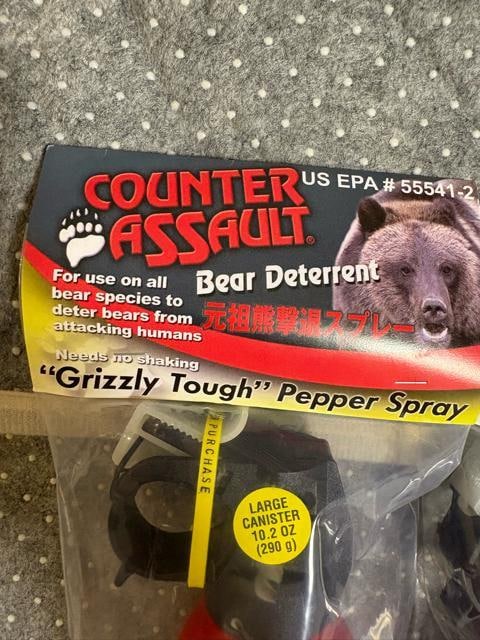 COUNTER
ASSAULT®
US EPA # 55541-2
For use on all
bear species to
deter bears from
attacking humans
Bear Deterrent
元祖熊撃退スプレー
Needs no shaking
"Grizzly Tough" Pepper Spray
PURCHASE
LARGE
CANISTER
10.2 OZ
(290 g)